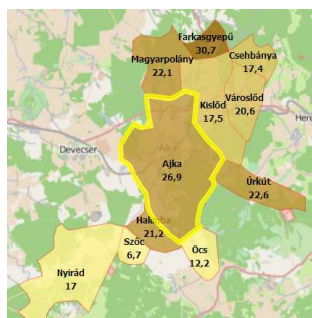 Farkasgyepű
30,7
Csehbánya
17,4
Magyarpolány
22,1
Kislőd
17,5
Városlőd
20,6
Devecser
Ajka
26,9
Úrkút
22,6
Halimba
21,2
Szőc
6,7
Öcs
12,2
Nyirád
17